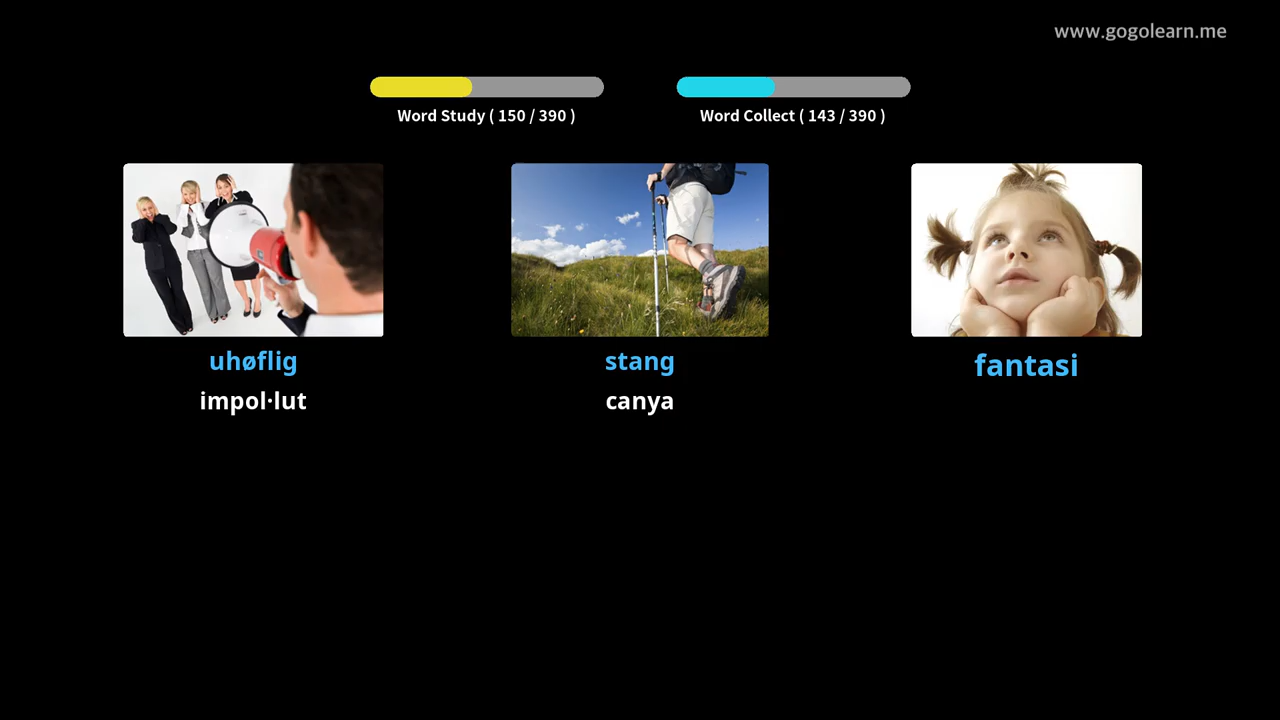 www.gogolearn.me
Word Study ( 150 / 390 )
Word Collect ( 143 / 390 )
uhøflig
stang
fantasi
impol·lut
canya